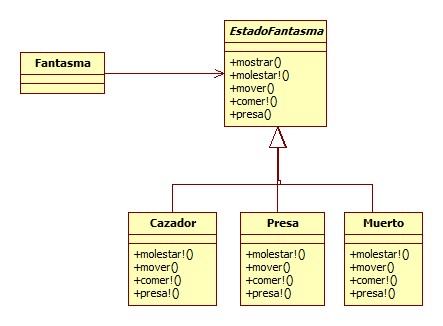 EstadoFantasma
+mostrar()
+molestar!()
+mover()
+comer!()
+presa()
Fantasma
Cazador
+molestar!()
+mover()
+comer!()
+presa!()
Presa
+molestar!()
+mover()
+comer!()
+presa!()
Muerto
+molestar!()
+mover()
+comer!()
+presa!()